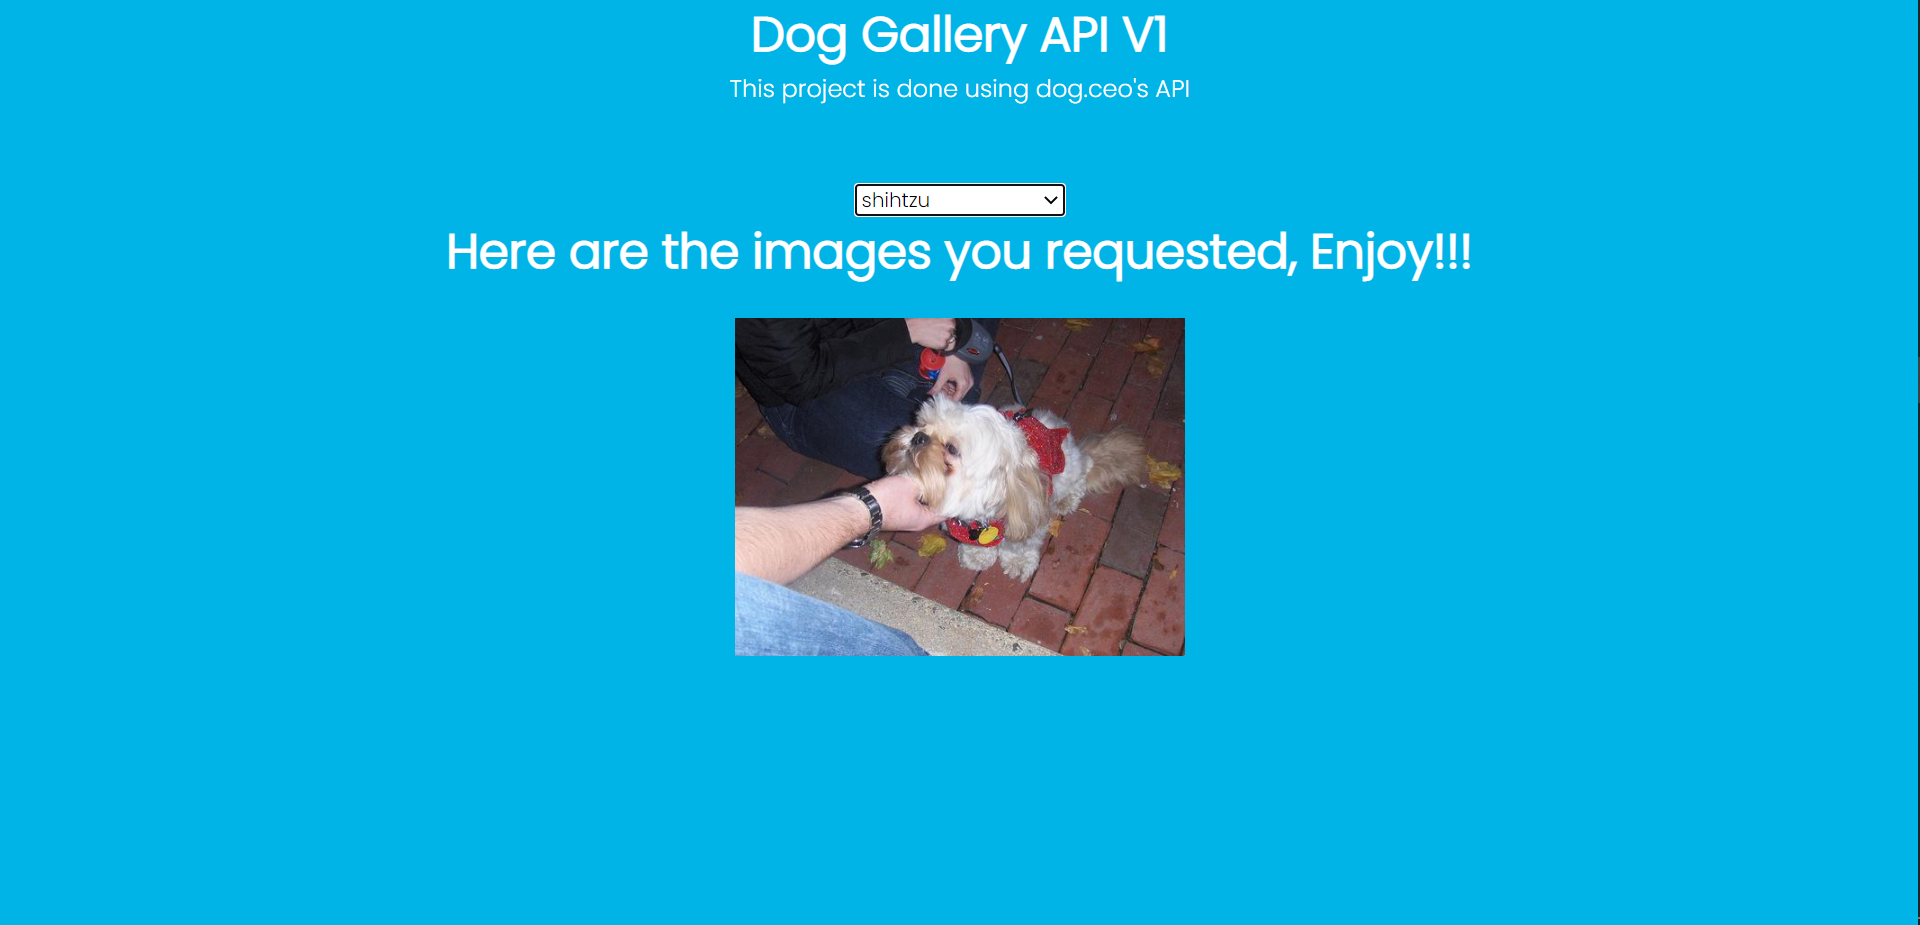 Dog Gallery API V1
This project is done using dog.ceo's API
shihtzu
Here are the images you requested, Enjoy!!!